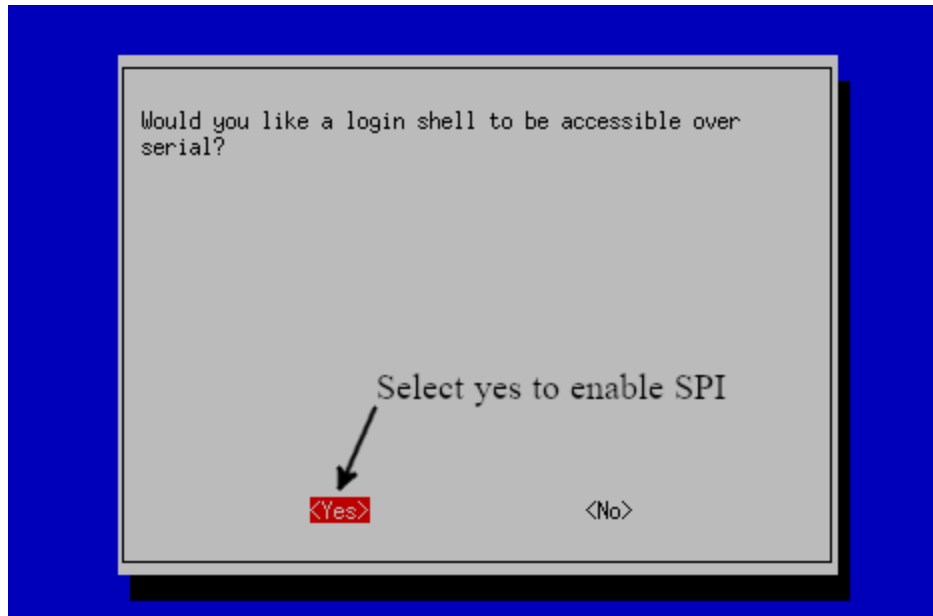 Would you like a login shell to be accessible over
serial?
Select yes to enable SPI
<Yes> <No>